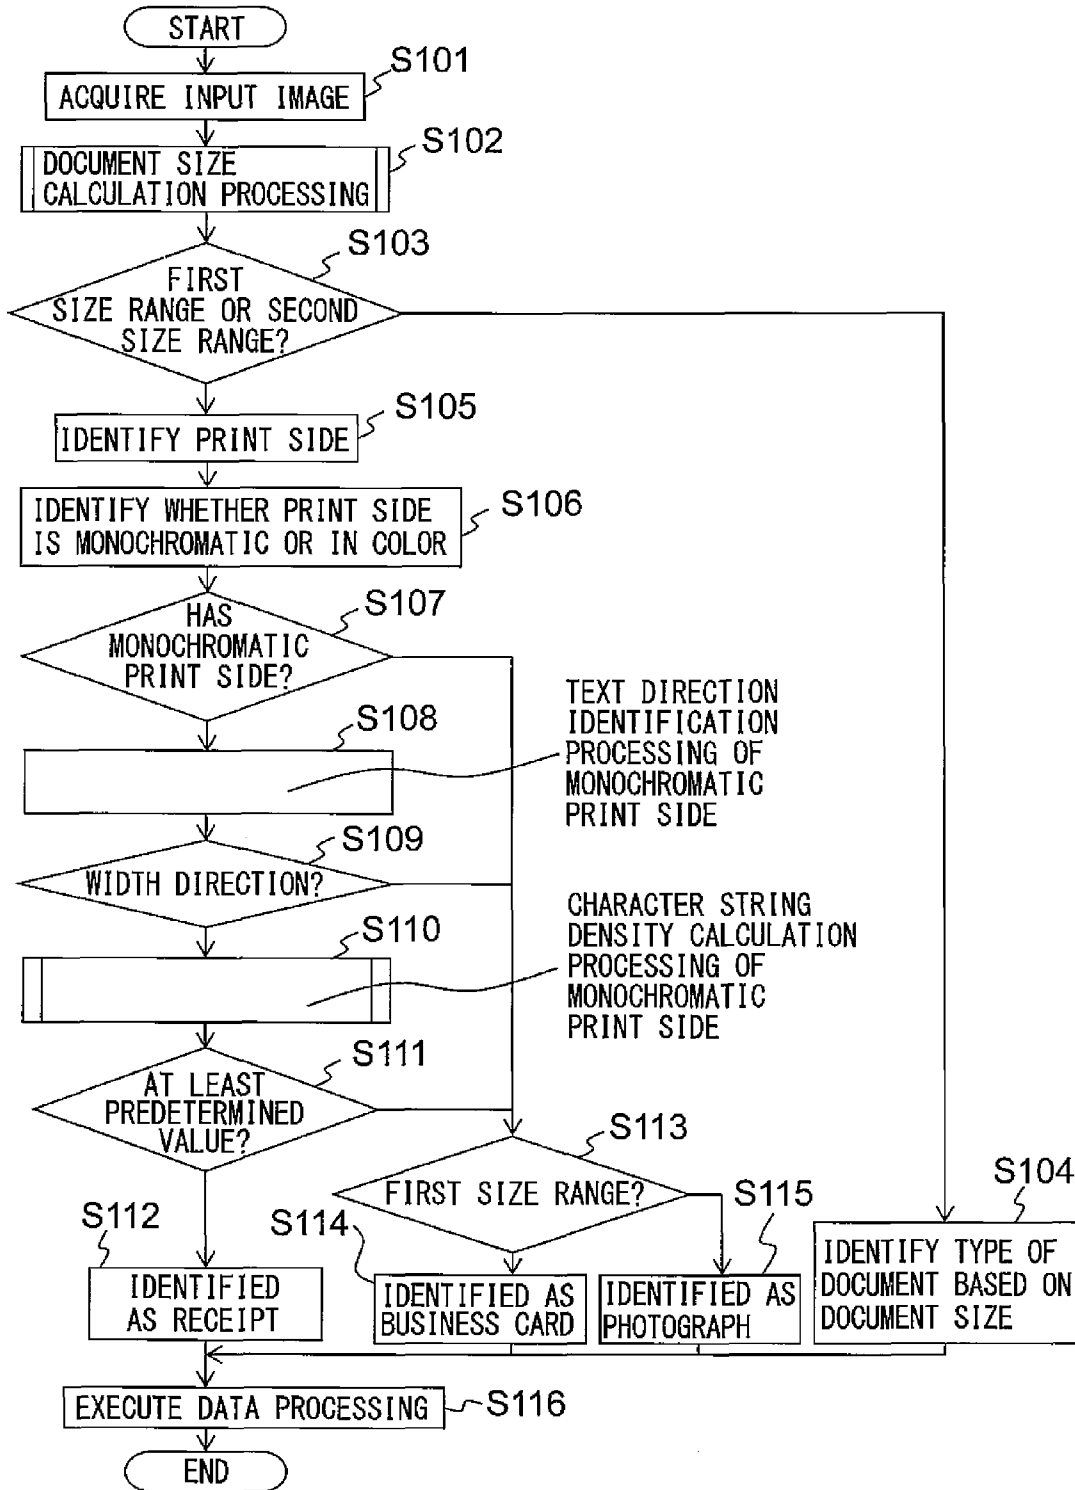 START
S101
ACQUIRE INPUT IMAGE
S102
DOCUMENT SIZE
CALCULATION PROCESSING
S103
FIRST
SIZE RANGE OR SECOND
SIZE RANGE?
S105
IDENTIFY PRINT SIDE
S106
IDENTIFY WHETHER PRINT SIDE
IS MONOCHROMATIC OR IN COLOR
S107
HAS
MONOCHROMATIC
PRINT SIDE?
S108
TEXT DIRECTION
IDENTIFICATION
PROCESSING OF
MONOCHROMATIC
PRINT SIDE
S109
WIDTH DIRECTION?
S110
CHARACTER STRING
DENSITY CALCULATION
PROCESSING OF
MONOCHROMATIC
PRINT SIDE
S111
AT LEAST
PREDETERMINED
VALUE?
S113
FIRST SIZE RANGE?
S112
IDENTIFIED
AS RECEIPT
S114
IDENTIFIED AS
BUSINESS CARD
S115
IDENTIFIED AS
PHOTOGRAPH
S104
IDENTIFY TYPE OF
DOCUMENT BASED ON
DOCUMENT SIZE
EXECUTE DATA PROCESSING
S116
END